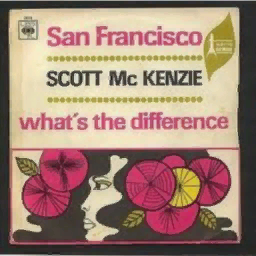 San Francisco
SCOTT Mc KENZIE
what's the difference